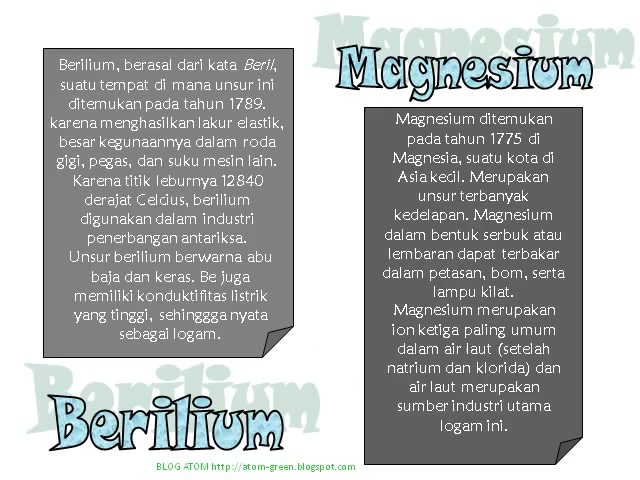 Berilium, berasal dari kata Beril,
suatu tempat di mana unsur ini
ditemukan pada tahun 1789.
karena menghasilkan lakur elastik,
besar kegunaannya dalam roda
gigi, pegas, dan suku mesin lain.
Karena titik leburnya 12840
derajat Celcius, berilium
digunakan dalam industri
penerbangan antariksa.
Unsur berilium berwarna abu
baja dan keras. Be juga
memiliki konduktifitas listrik
yang tinggi, sehinggga nyata
sebagai logam.
Berilium
Magnesium
Magnesium ditemukan
pada tahun 1775 di
Magnesia, suatu kota di
Asia kecil. Merupakan
unsur terbanyak
kedelapan. Magnesium
dalam bentuk serbuk atau
lembaran dapat terbakar
dalam petasan, bom, serta
lampu kilat.
Magnesium merupakan
ion ketiga paling umum
dalam air laut (setelah
natrium dan klorida) dan
air laut merupakan
sumber industri utama
logam ini.
BLOG ATOM http://atom-green.blogspot.com